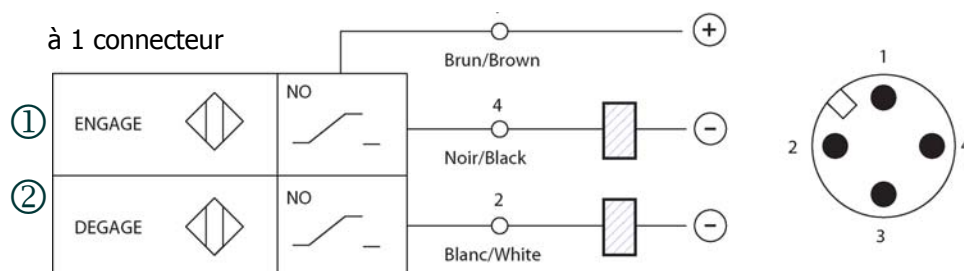 à 1 connecteur
+
Brun/Brown
① ENGAGE NO 4 −
Noir/Black
② DEGAGE NO 2 −
Blanc/White
1
2 4
3